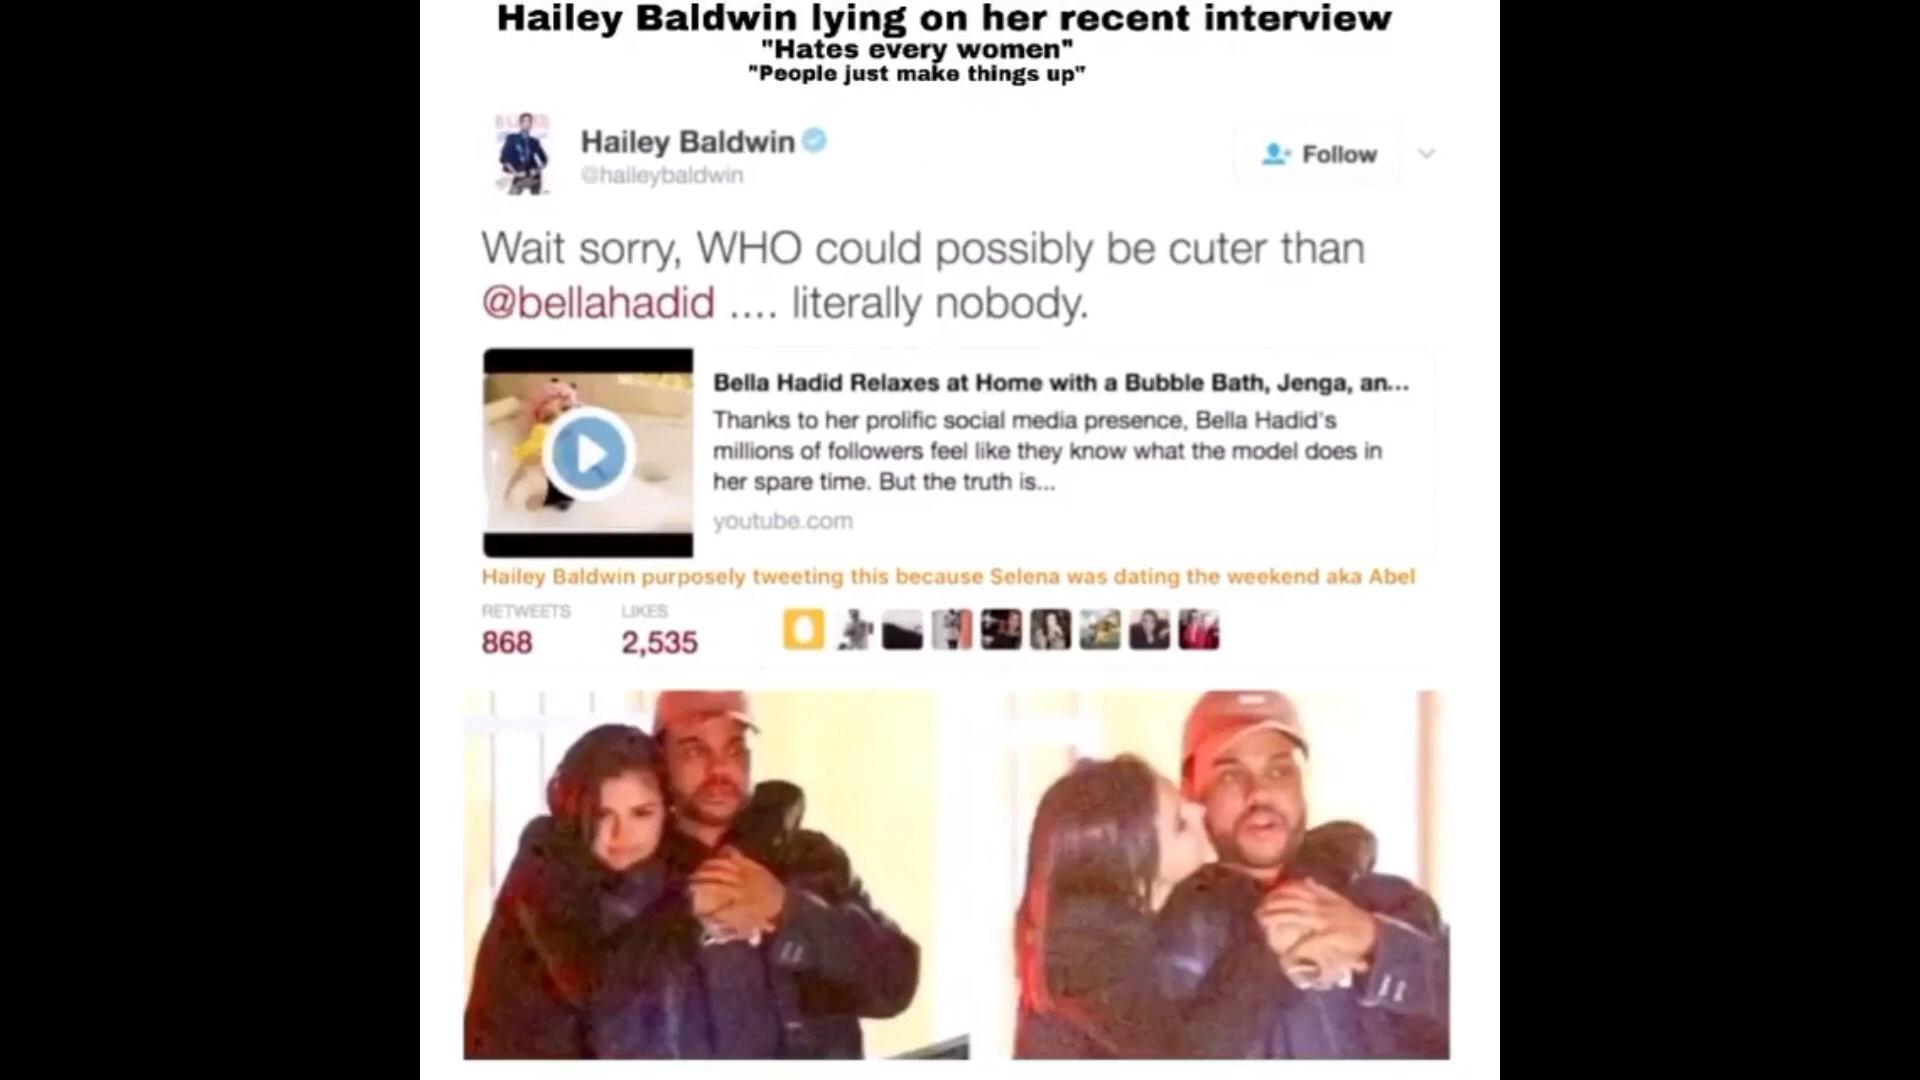 Hailey Baldwin lying on her recent interview
"Hates every women"
"People just make things up"
Hailey Baldwin
@haileybaldwin
Follow
Wait sorry, WHO could possibly be cuter than
@bellahadid .... literally nobody.
Bella Hadid Relaxes at Home with a Bubble Bath, Jenga, an...
Thanks to her prolific social media presence, Bella Hadid's
millions of followers feel like they know what the model does in
her spare time. But the truth is...
youtube.com
Hailey Baldwin purposely tweeting this because Selena was dating the weekend aka Abel
RETWEETS LIKES
868 2,535